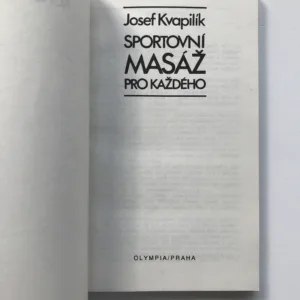 Josef Kvapilík
SPORTOVNÍ
MASÁŽ
PRO KAŽDÉHO
OLYMPIA/PRAHA